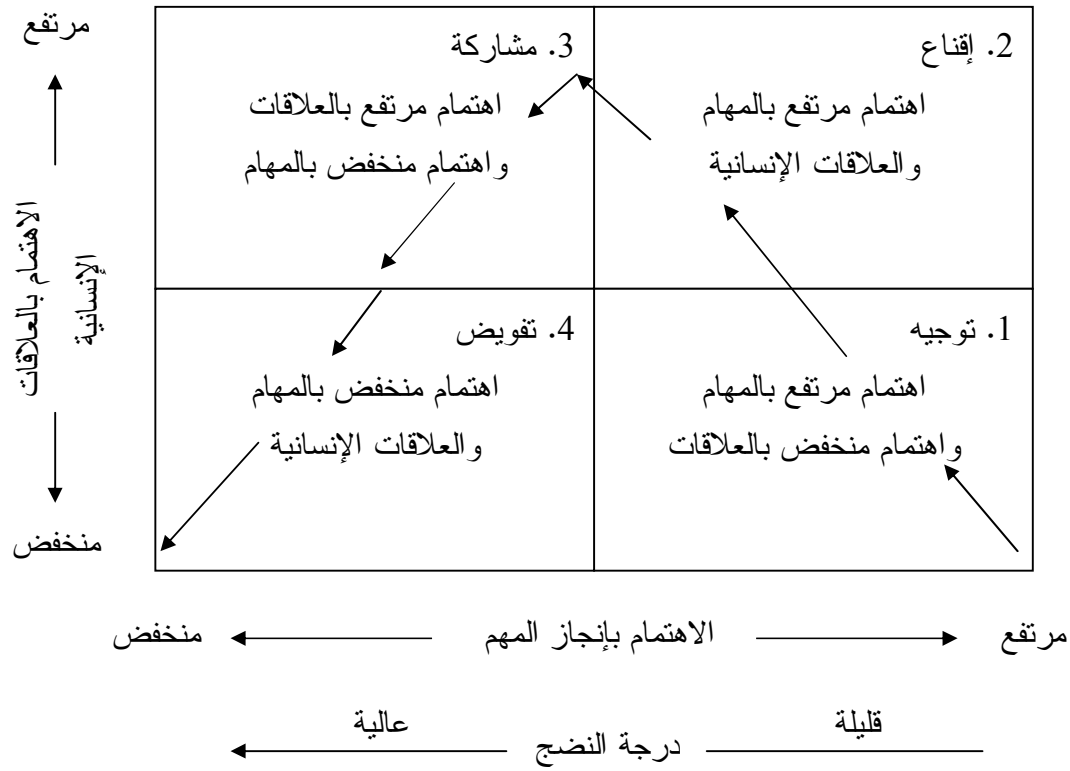 مرتفع
3. مشاركة
اهتمام مرتفع بالعلاقات
واهتمام منخفض بالمهام
2. إقناع
اهتمام مرتفع بالمهام
والعلاقات الإنسانية
الاهتمام بالعلاقات
الإنسانية
4. تفويض
اهتمام منخفض بالمهام
والعلاقات الإنسانية
1. توجيه
اهتمام مرتفع بالمهام
واهتمام منخفض بالعلاقات
منخفض
مرتفع الاهتمام بإنجاز المهم منخفض
قليلة درجة النضج عالية